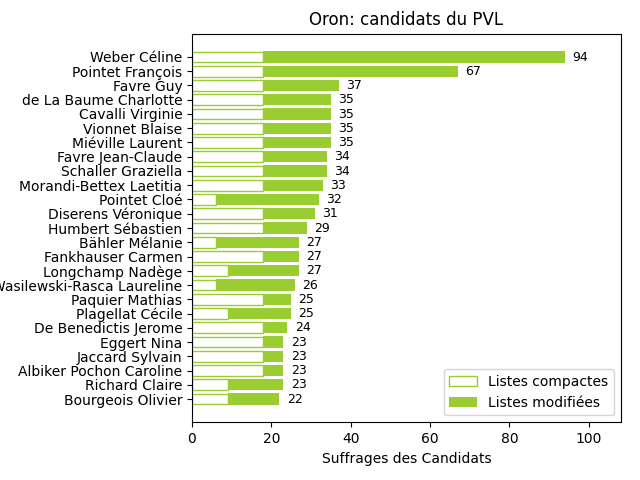 Oron: candidats du PVL
Weber Céline 94
Pointet François 67
Favre Guy 37
de La Baume Charlotte 35
Cavalli Virginie 35
Vionnet Blaise 35
Miéville Laurent 35
Favre Jean-Claude 34
Schaller Graziella 34
Morandi-Bettex Laetitia 33
Pointet Cloé 32
Diserens Véronique 31
Humbert Sébastien 29
Bähler Mélanie 27
Fankhauser Carmen 27
Longchamp Nadège 27
Wasilewski-Rasca Laureline 26
Paquier Mathias 25
Plagellat Cécile 25
De Benedictis Jerome 24
Eggert Nina 23
Jaccard Sylvain 23
Albiker Pochon Caroline 23
Richard Claire 23
Bourgeois Olivier 22
Listes compactes
Listes modifiées
0 20 40 60 80 100
Suffrages des Candidats